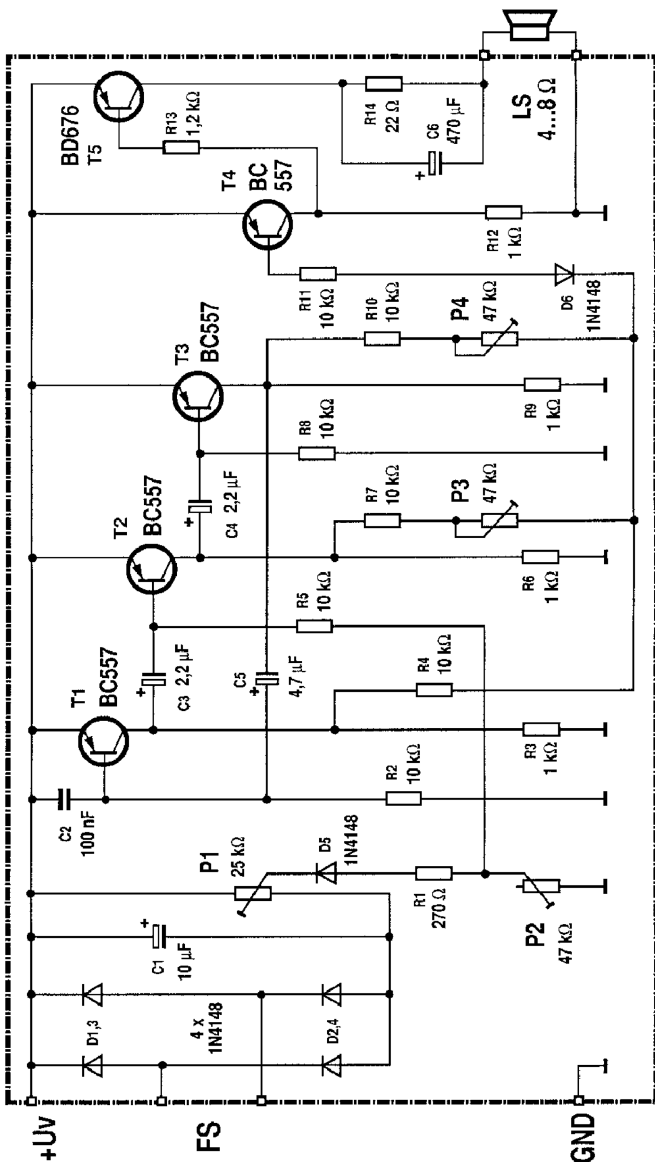 +Uv
FS
GND
D1,3
4 x
1N4148
D2,4
C1
10 µF
P1
25 kΩ
D5
1N4148
R1
270 Ω
P2
47 kΩ
C2
100 nF
T1
BC557
R2
10 kΩ
R3
1 kΩ
R4
10 kΩ
C3
2,2 µF
C5
4,7 µF
T2
BC557
R5
10 kΩ
R6
1 kΩ
R7
10 kΩ
P3
47 kΩ
C4
2,2 µF
T3
BC557
R8
10 kΩ
R9
1 kΩ
R10
10 kΩ
P4
47 kΩ
R11
10 kΩ
D6
1N4148
T4
BC
557
R12
1 kΩ
BD676
T5
R13
1,2 kΩ
R14
22 Ω
C6
470 µF
LS
4...8 Ω
+
+
+
+
+